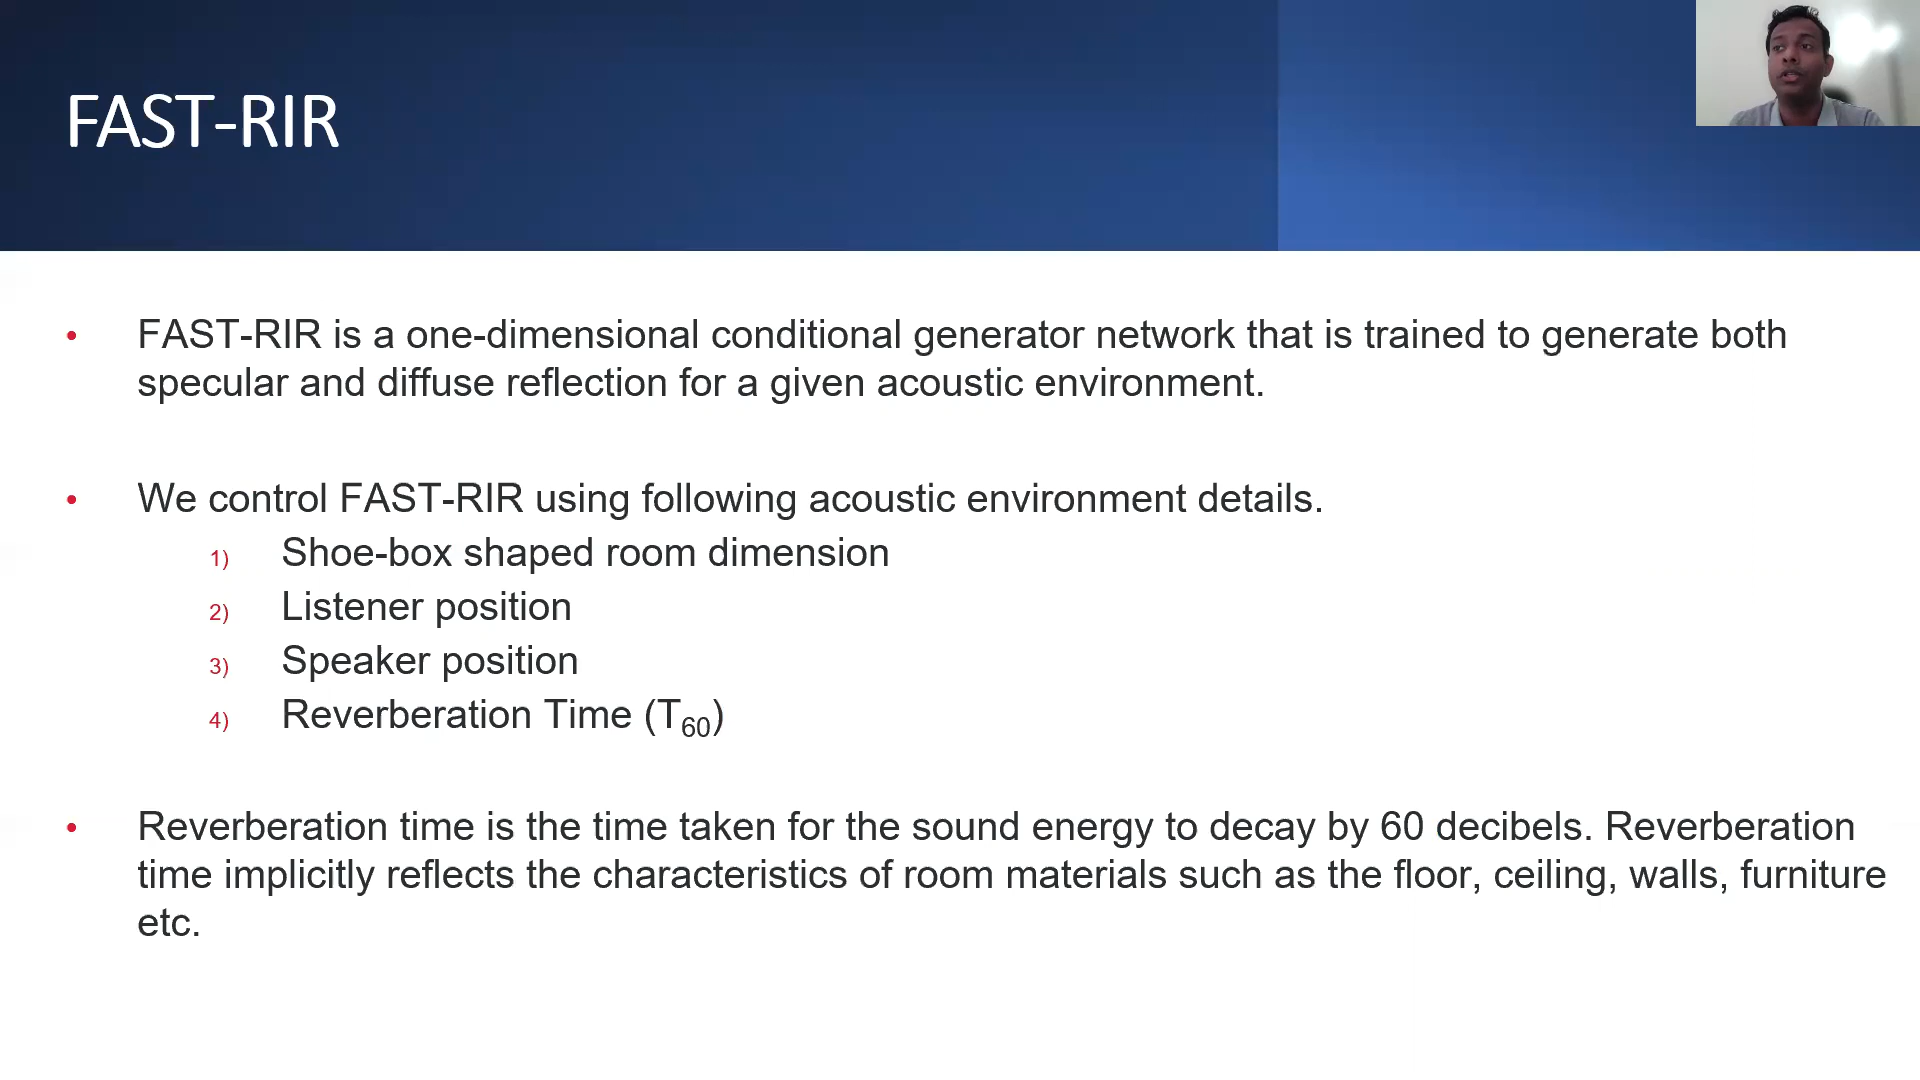 FAST-RIR
• FAST-RIR is a one-dimensional conditional generator network that is trained to generate both
specular and diffuse reflection for a given acoustic environment.
• We control FAST-RIR using following acoustic environment details.
1) Shoe-box shaped room dimension
2) Listener position
3) Speaker position
4) Reverberation Time (T60)
• Reverberation time is the time taken for the sound energy to decay by 60 decibels. Reverberation
time implicitly reflects the characteristics of room materials such as the floor, ceiling, walls, furniture
etc.